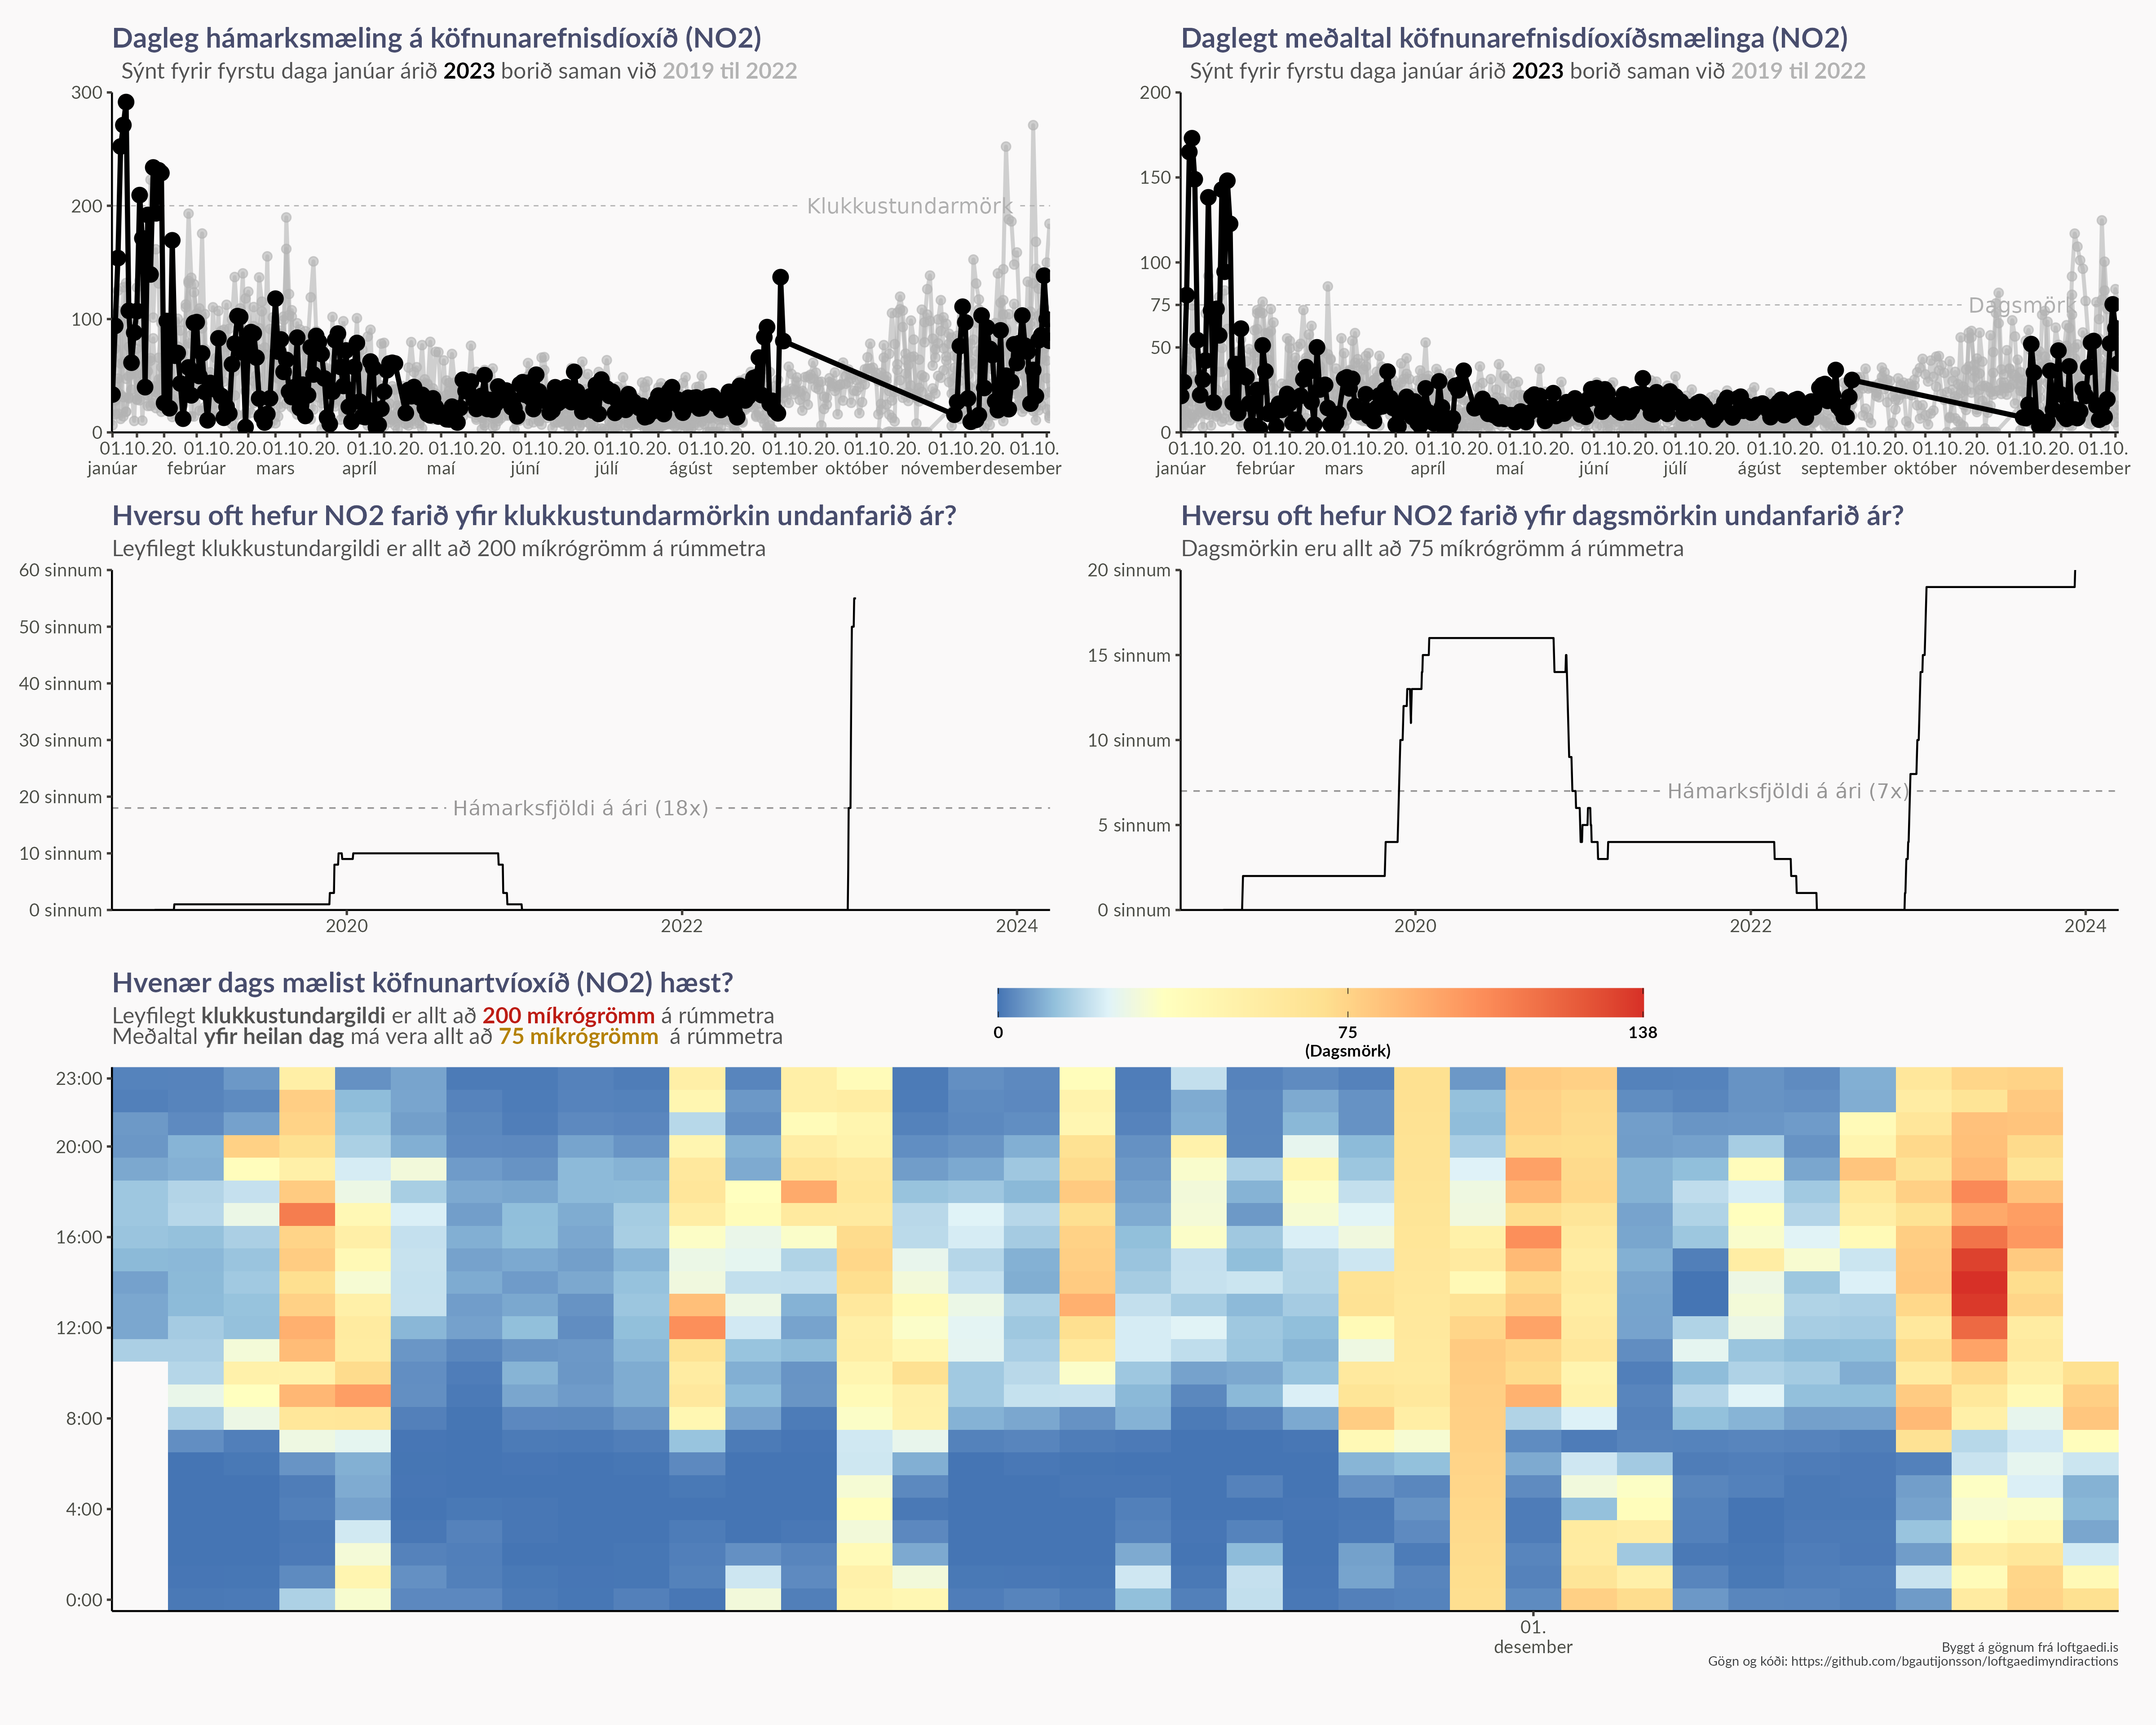 Dagleg hámarksmæling á köfnunarefnisdíoxíð (NO2)
Sýnt fyrir fyrstu daga janúar árið 2023 borið saman við 2019 til 2022
300
200
100
0
Klukkustundarmörk
01.10.20. 01.10.20. 01.10.20. 01.10.20. 01.10.20. 01.10.20. 01.10.20. 01.10.20. 01.10.20. 01.10.20. 01.10.20. 01.10.
janúar febrúar mars apríl maí júní júlí ágúst september október nóvember desember
Daglegt meðaltal köfnunarefnisdíoxíðsmælinga (NO2)
Sýnt fyrir fyrstu daga janúar árið 2023 borið saman við 2019 til 2022
200
150
100
75
50
0
Dagsmörk
01.10.20. 01.10.20. 01.10.20. 01.10.20. 01.10.20. 01.10.20. 01.10.20. 01.10.20. 01.10.20. 01.10.20. 01.10.20. 01.10.
janúar febrúar mars apríl maí júní júlí ágúst september október nóvember desember
Hversu oft hefur NO2 farið yfir klukkustundarmörkin undanfarið ár?
Leyfilegt klukkustundargildi er allt að 200 míkrógrömm á rúmmetra
60 sinnum
50 sinnum
40 sinnum
30 sinnum
20 sinnum
10 sinnum
0 sinnum
Hámarksfjöldi á ári (18x)
2020 2022 2024
Hversu oft hefur NO2 farið yfir dagsmörkin undanfarið ár?
Dagsmörkin eru allt að 75 míkrógrömm á rúmmetra
20 sinnum
15 sinnum
10 sinnum
5 sinnum
0 sinnum
Hámarksfjöldi á ári (7x)
2020 2022 2024
Hvenær dags mælist köfnunartvíoxíð (NO2) hæst?
Leyfilegt klukkustundargildi er allt að 200 míkrógrömm á rúmmetra
Meðaltal yfir heilan dag má vera allt að 75 míkrógrömm á rúmmetra
0 75 138
(Dagsmörk)
23:00
20:00
16:00
12:00
8:00
4:00
0:00
01.
desember
Byggt á gögnum frá loftgaedi.is
Gögn og kóði: https://github.com/bgautijonsson/loftgaedimyndiractions